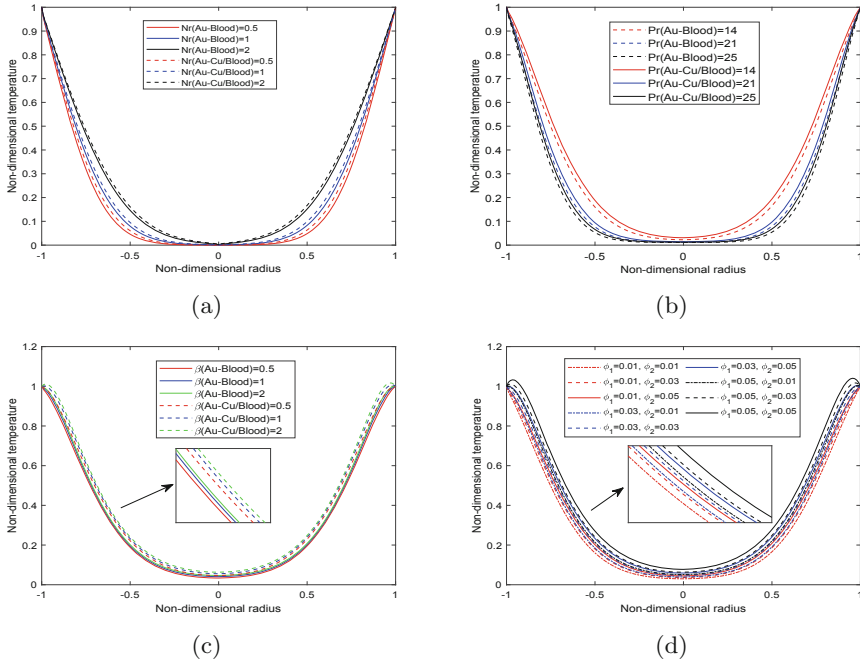 Nr(Au-Blood)=0.5
Nr(Au-Blood)=1
Nr(Au-Blood)=2
Nr(Au-Cu/Blood)=0.5
Nr(Au-Cu/Blood)=1
Nr(Au-Cu/Blood)=2
Non-dimensional temperature
1
0.9
0.8
0.7
0.6
0.5
0.4
0.3
0.2
0.1
0
-1
-0.5
0
0.5
1
Non-dimensional radius
(a)
Pr(Au-Blood)=14
Pr(Au-Blood)=21
Pr(Au-Blood)=25
Pr(Au-Cu/Blood)=14
Pr(Au-Cu/Blood)=21
Pr(Au-Cu/Blood)=25
Non-dimensional temperature
1
0.9
0.8
0.7
0.6
0.5
0.4
0.3
0.2
0.1
0
-1
-0.5
0
0.5
1
Non-dimensional radius
(b)
β(Au-Blood)=0.5
β(Au-Blood)=1
β(Au-Blood)=2
β(Au-Cu/Blood)=0.5
β(Au-Cu/Blood)=1
β(Au-Cu/Blood)=2
Non-dimensional temperature
1.2
1
0.8
0.6
0.4
0.2
0
-1
-0.5
0
0.5
1
Non-dimensional radius
(c)
ϕ₁=0.01, ϕ₂=0.01
ϕ₁=0.01, ϕ₂=0.03
ϕ₁=0.01, ϕ₂=0.05
ϕ₁=0.03, ϕ₂=0.01
ϕ₁=0.03, ϕ₂=0.03
ϕ₁=0.03, ϕ₂=0.05
ϕ₁=0.05, ϕ₂=0.01
ϕ₁=0.05, ϕ₂=0.03
ϕ₁=0.05, ϕ₂=0.05
Non-dimensional temperature
1.2
1
0.8
0.6
0.4
0.2
0
-1
-0.5
0
0.5
1
Non-dimensional radius
(d)